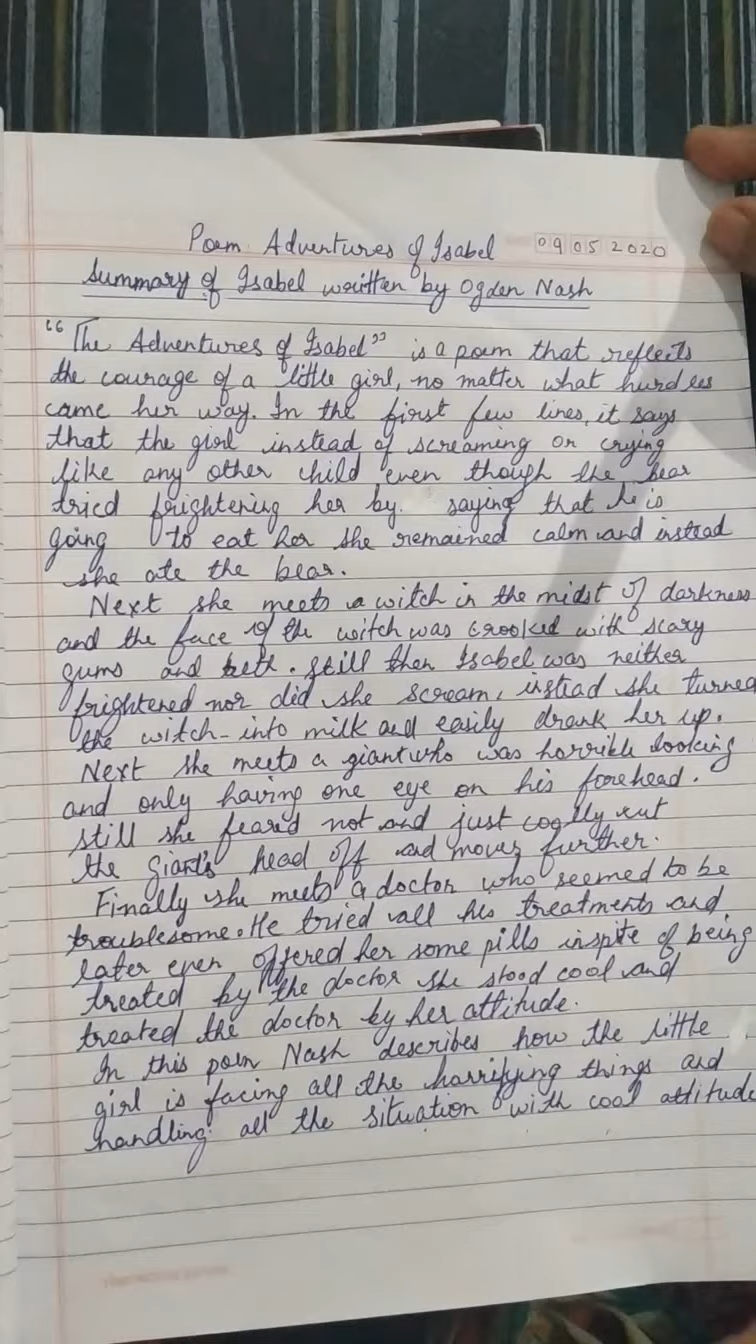 Poem Adventures of Isabel 09052020
Summary of Isabel written by Ogden Nash
"The Adventures of Isabel" is a poem that reflects
the courage of a little girl, no matter what hurdles
came her way. In the first few lines, it says
that the girl instead of screaming or crying
like any other child even though the bear
tried frightening her by. saying that he is
going to eat her she remained calm and instead
she ate the bear.
Next she meets a witch in the midst of darkness
and the face of the witch was crooked with scary
gums and teeth. Still then Isabel was neither
frightened nor did she scream, instead she turned
the witch into milk and easily drank her up.
Next she meets a giant who was horrible looking
and only having one eye on his forehead.
still she feared not and just coolly cut
the giant's head off and moves further.
Finally she meets a doctor who seemed to be
troublesome. He tried all his treatments and
later even offered her some pills inspite of being
treated by the doctor she stood cool and
treated the doctor by her attitude.
In this poem Nash describes how the little
girl is facing all the horrifying things and
handling all the situation with cool attitude